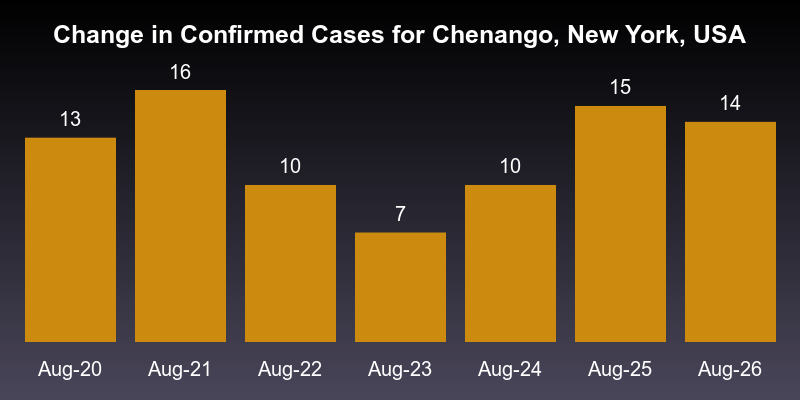 Change in Confirmed Cases for Chenango, New York, USA
13
16
10
7
10
15
14
Aug-20
Aug-21
Aug-22
Aug-23
Aug-24
Aug-25
Aug-26